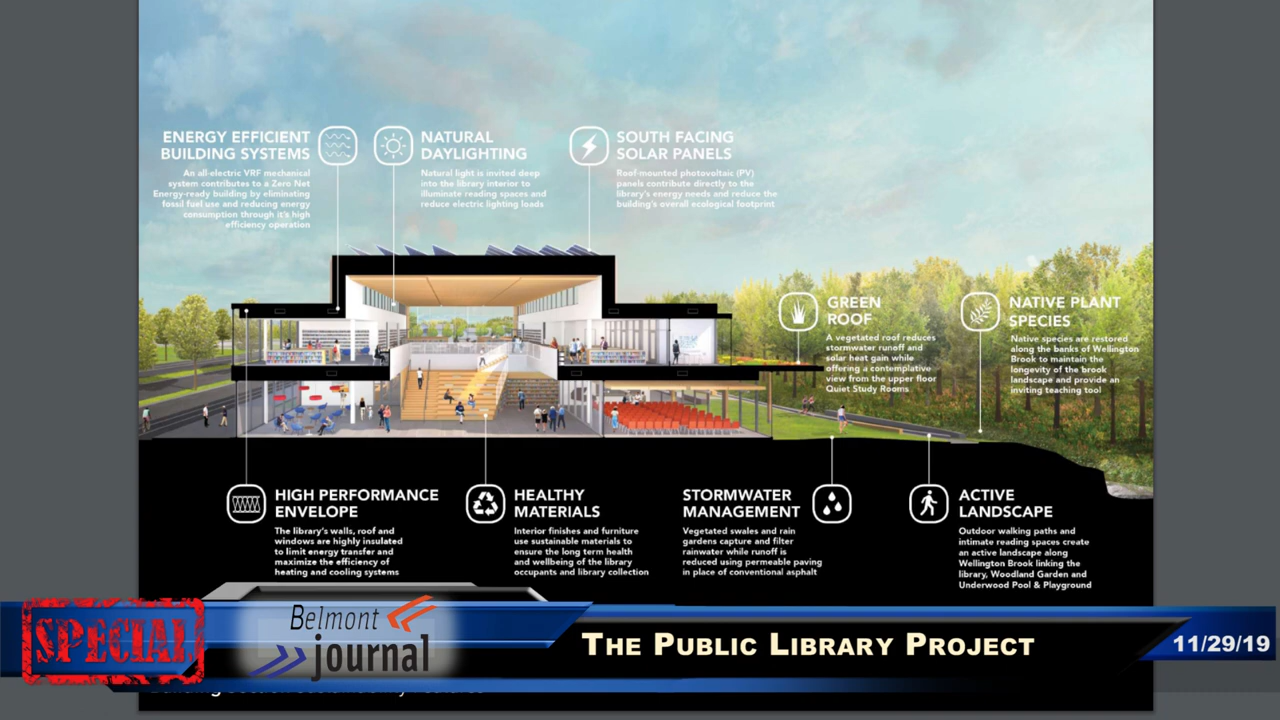 ENERGY EFFICIENT
BUILDING SYSTEMS
An all-electric VRF mechanical
system contributes to a Zero Net
Energy-ready building by eliminating
fossil fuel use and reducing energy
consumption through it's high
efficiency operation
NATURAL
DAYLIGHTING
Natural light is invited deep
into the library interior to
illuminate reading spaces and
reduce electric lighting loads
SOUTH FACING
SOLAR PANELS
Roof-mounted photovoltaic (PV)
panels contribute directly to the
library's energy needs and reduce the
building's overall ecological footprint
GREEN
ROOF
A vegetated roof reduces
stormwater runoff and
solar heat gain while
offering a contemplative
view from the upper floor
Quiet Study Rooms
NATIVE PLANT
SPECIES
Native species are restored
along the banks of Wellington
Brook to maintain the
longevity of the brook
landscape and provide an
inviting teaching tool
HIGH PERFORMANCE
ENVELOPE
The library's walls, roof and
windows are highly insulated
to limit energy transfer and
maximize the efficiency of
heating and cooling systems
HEALTHY
MATERIALS
Interior finishes and furniture
use sustainable materials to
ensure the long term health
and wellbeing of the library
occupants and library collection
STORMWATER
MANAGEMENT
Vegetated swales and rain
gardens capture and filter
rainwater while runoff is
reduced using permeable paving
in place of conventional asphalt
ACTIVE
LANDSCAPE
Outdoor walking paths and
intimate reading spaces create
an active landscape along
Wellington Brook linking the
library, Woodland Garden and
Underwood Pool & Playground
SPECIAL
Belmont
journal
THE PUBLIC LIBRARY PROJECT
11/29/19